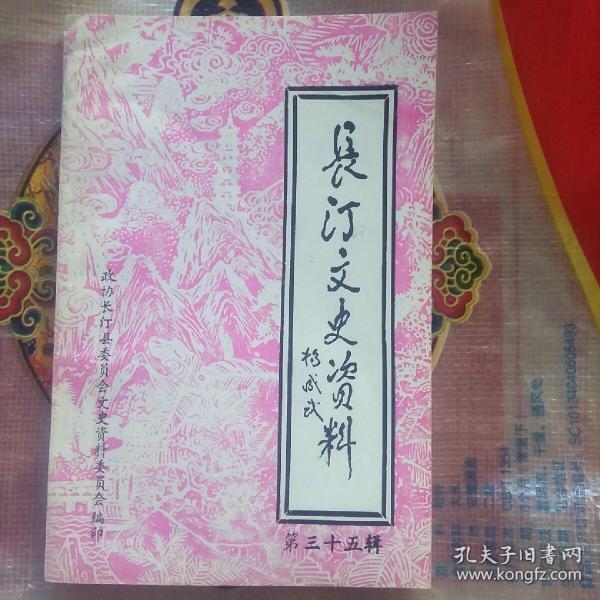 長汀文史资料
杨成武
政协长汀县委员会文史资料委员会编印
第三十五辑
SC10134040605493
孔夫子旧书网
www.kongfz.com